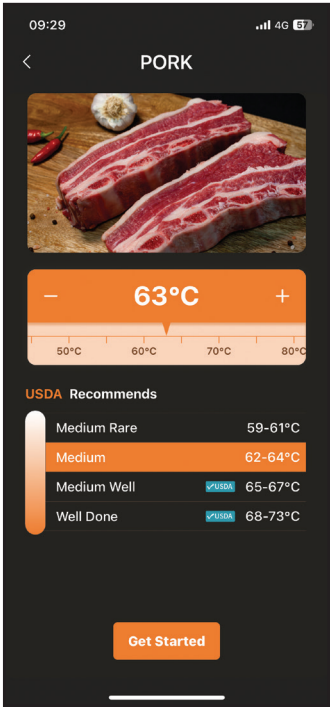 09:29 4G 57
PORK
− 63°C +
50°C 60°C 70°C 80°C
USDA Recommends
Medium Rare 59-61°C
Medium 62-64°C
Medium Well ✓USDA 65-67°C
Well Done ✓USDA 68-73°C
Get Started